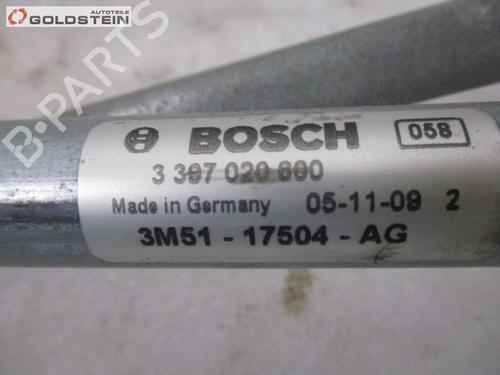 AUTOTEILE
GOLDSTEIN
B-PARTS
BOSCH 058
3 397 020 600
Made in Germany 05-11-09 2
3M51 - 17504 - AG